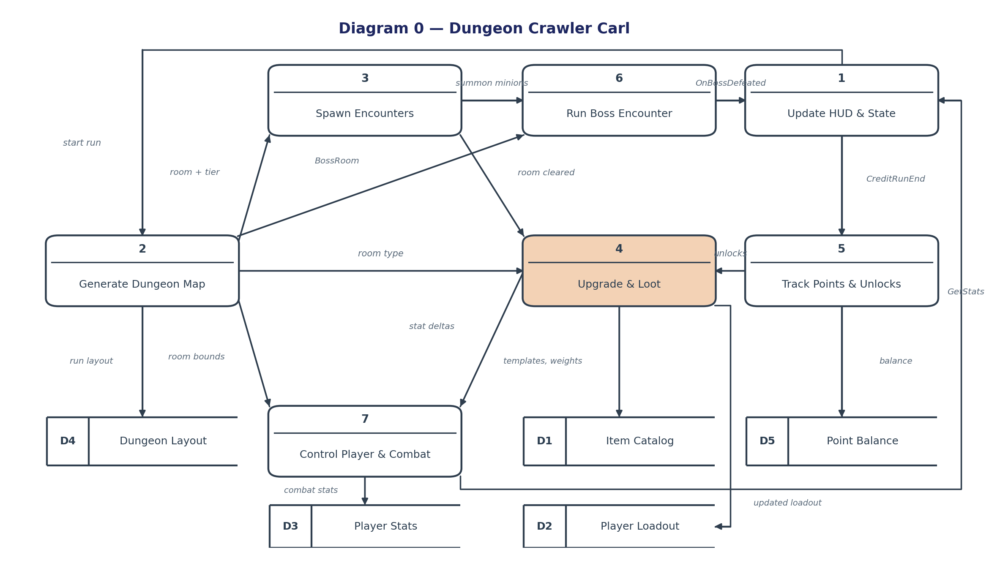 Diagram 0 — Dungeon Crawler Carl
3
summon minions
6
OnBossDefeated
1
Spawn Encounters
Run Boss Encounter
Update HUD & State
start run
room + tier
BossRoom
room cleared
CreditRunEnd
2
room type
4
unlocks
5
Generate Dungeon Map
Upgrade & Loot
Track Points & Unlocks
GetStats
stat deltas
run layout
room bounds
templates, weights
balance
7
D4
Dungeon Layout
Control Player & Combat
D1
Item Catalog
D5
Point Balance
combat stats
updated loadout
D3
Player Stats
D2
Player Loadout